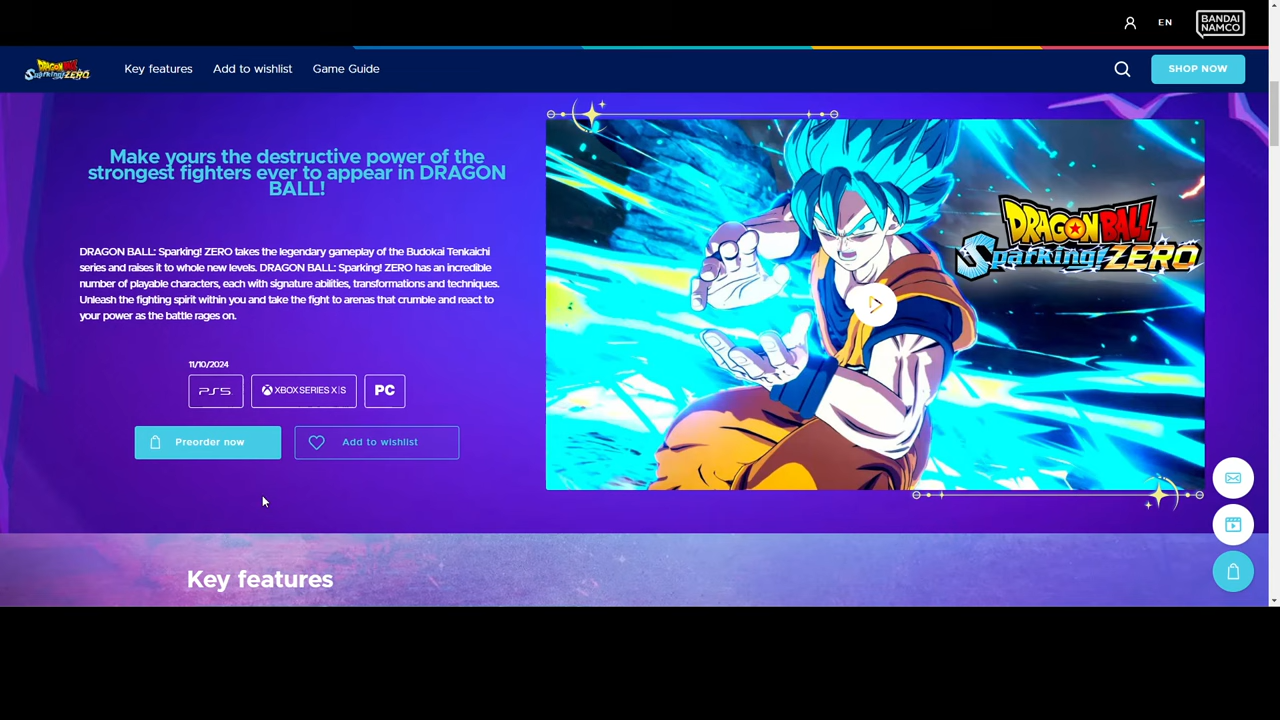 EN
BANDAI
NAMCO
DRAGON BALL
Sparking! ZERO
Key features
Add to wishlist
Game Guide
SHOP NOW
Make yours the destructive power of the
strongest fighters ever to appear in DRAGON
BALL!
DRAGON BALL: Sparking! ZERO takes the legendary gameplay of the Budokai Tenkaichi
series and raises it to whole new levels. DRAGON BALL: Sparking! ZERO has an incredible
number of playable characters, each with signature abilities, transformations and techniques.
Unleash the fighting spirit within you and take the fight to arenas that crumble and react to
your power as the battle rages on.
11/10/2024
PS5
XBOX SERIES X|S
PC
Preorder now
Add to wishlist
DRAGON BALL
Sparking! ZERO
Key features